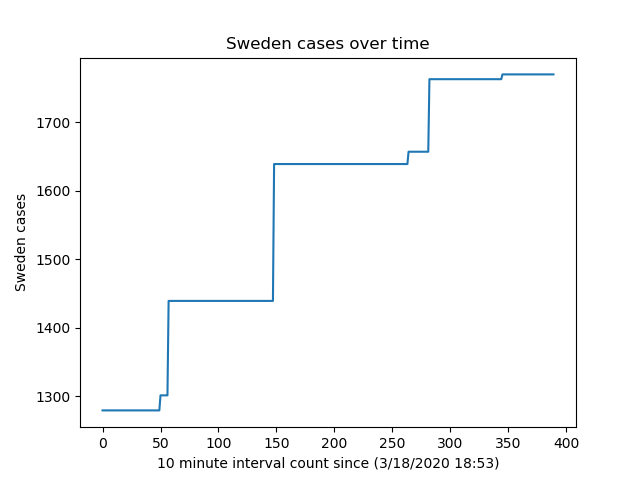 Sweden cases over time
1700
1600
1500
1400
1300
Sweden cases
0 50 100 150 200 250 300 350 400
10 minute interval count since (3/18/2020 18:53)